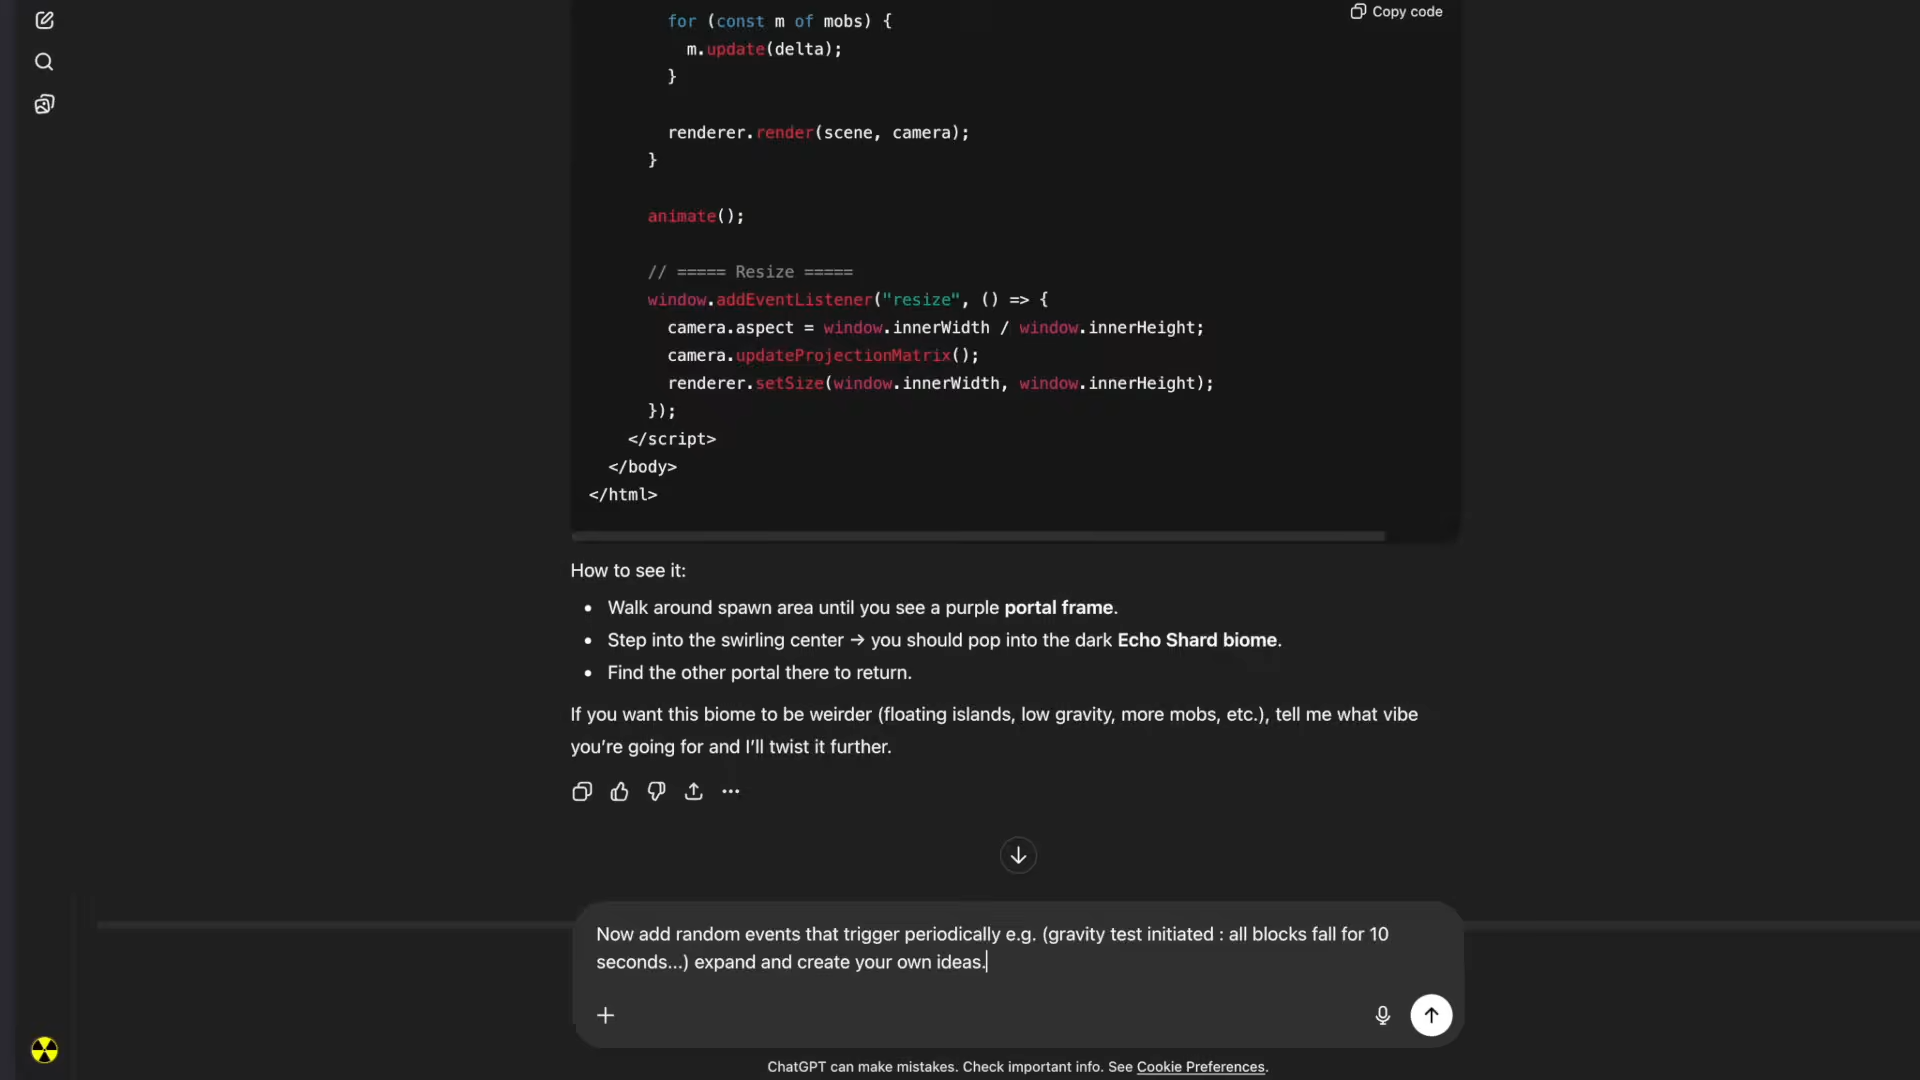 for (const m of mobs) {
Copy code
m.update(delta);
}
renderer.render(scene, camera);
}
animate();
// ===== Resize =====
window.addEventListener("resize", () => {
camera.aspect = window.innerWidth / window.innerHeight;
camera.updateProjectionMatrix();
renderer.setSize(window.innerWidth, window.innerHeight);
});
</script>
</body>
</html>
How to see it:
• Walk around spawn area until you see a purple portal frame.
• Step into the swirling center → you should pop into the dark Echo Shard biome.
• Find the other portal there to return.
If you want this biome to be weirder (floating islands, low gravity, more mobs, etc.), tell me what vibe
you’re going for and I’ll twist it further.
Now add random events that trigger periodically e.g. (gravity test initiated : all blocks fall for 10
seconds...) expand and create your own ideas.
ChatGPT can make mistakes. Check important info. See Cookie Preferences.